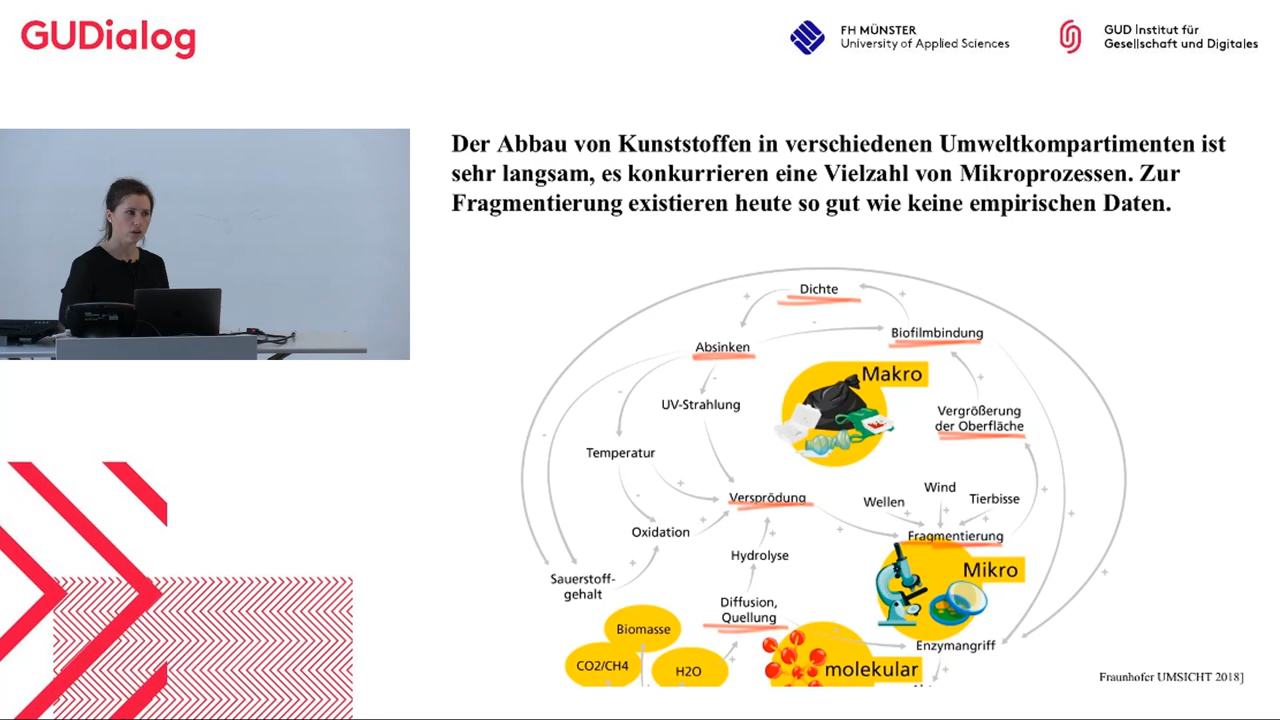 GUDialog
FH MÜNSTER
University of Applied Sciences
GUD Institut für
Gesellschaft und Digitales
Der Abbau von Kunststoffen in verschiedenen Umweltkompartimenten ist
sehr langsam, es konkurrieren eine Vielzahl von Mikroprozessen. Zur
Fragmentierung existieren heute so gut wie keine empirischen Daten.
Dichte
Biofilmbindung
Absinken
Makro
UV-Strahlung
Vergrößerung
der Oberfläche
Temperatur
Versprödung
Wellen
Wind
Tierbisse
Oxidation
Fragmentierung
Hydrolyse
Mikro
Sauerstoff-
gehalt
Diffusion,
Quellung
Biomasse
Enzymangriff
CO2/CH4
H2O
molekular
Fraunhofer UMSICHT 2018]